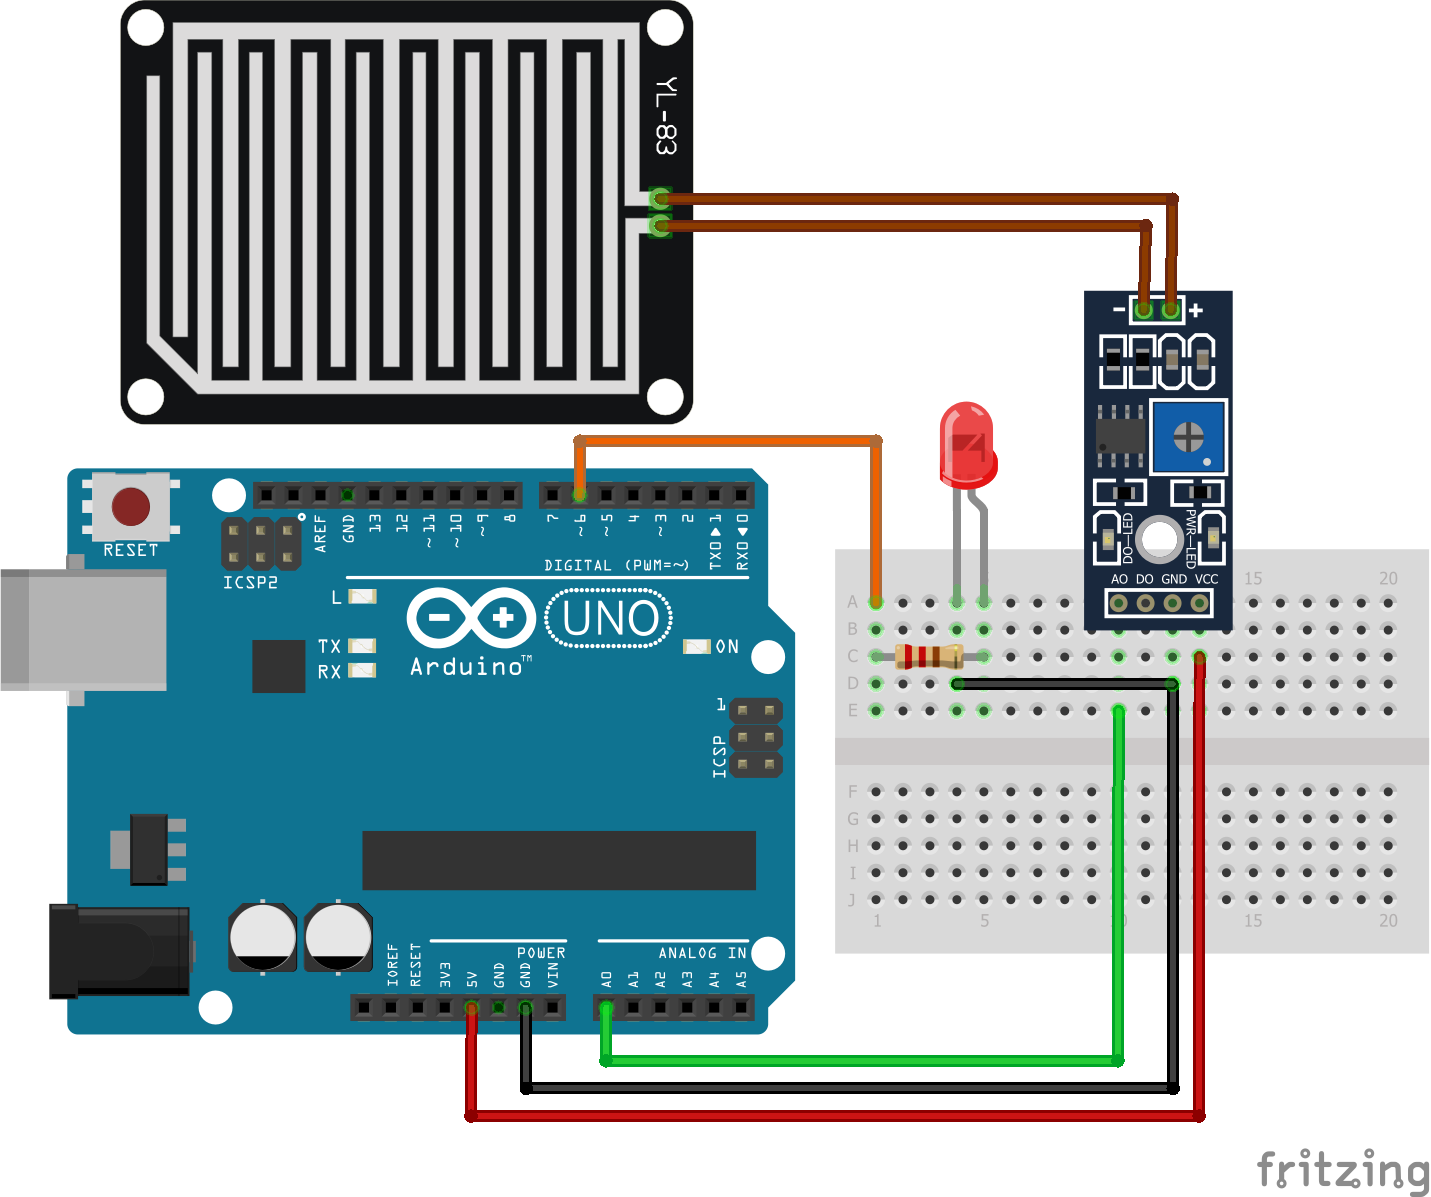 YL-83
- +
DO-LED
PWR-LED
AO DO GND VCC
RESET
ICSP2
AREF
GND
13
12
~11
~10
~9
8
7
~6
~5
4
~3
2
TX0▶1
RX0◀0
DIGITAL (PWM=~)
L
TX
RX
UNO
Arduino™
ON
1
ICSP
POWER
ANALOG IN
IOREF
RESET
3V3
5V
GND
GND
VIN
A0
A1
A2
A3
A4
A5
15 20
A
B
C
D
E
F
G
H
I
J
1 5 10 15 20
fritzing